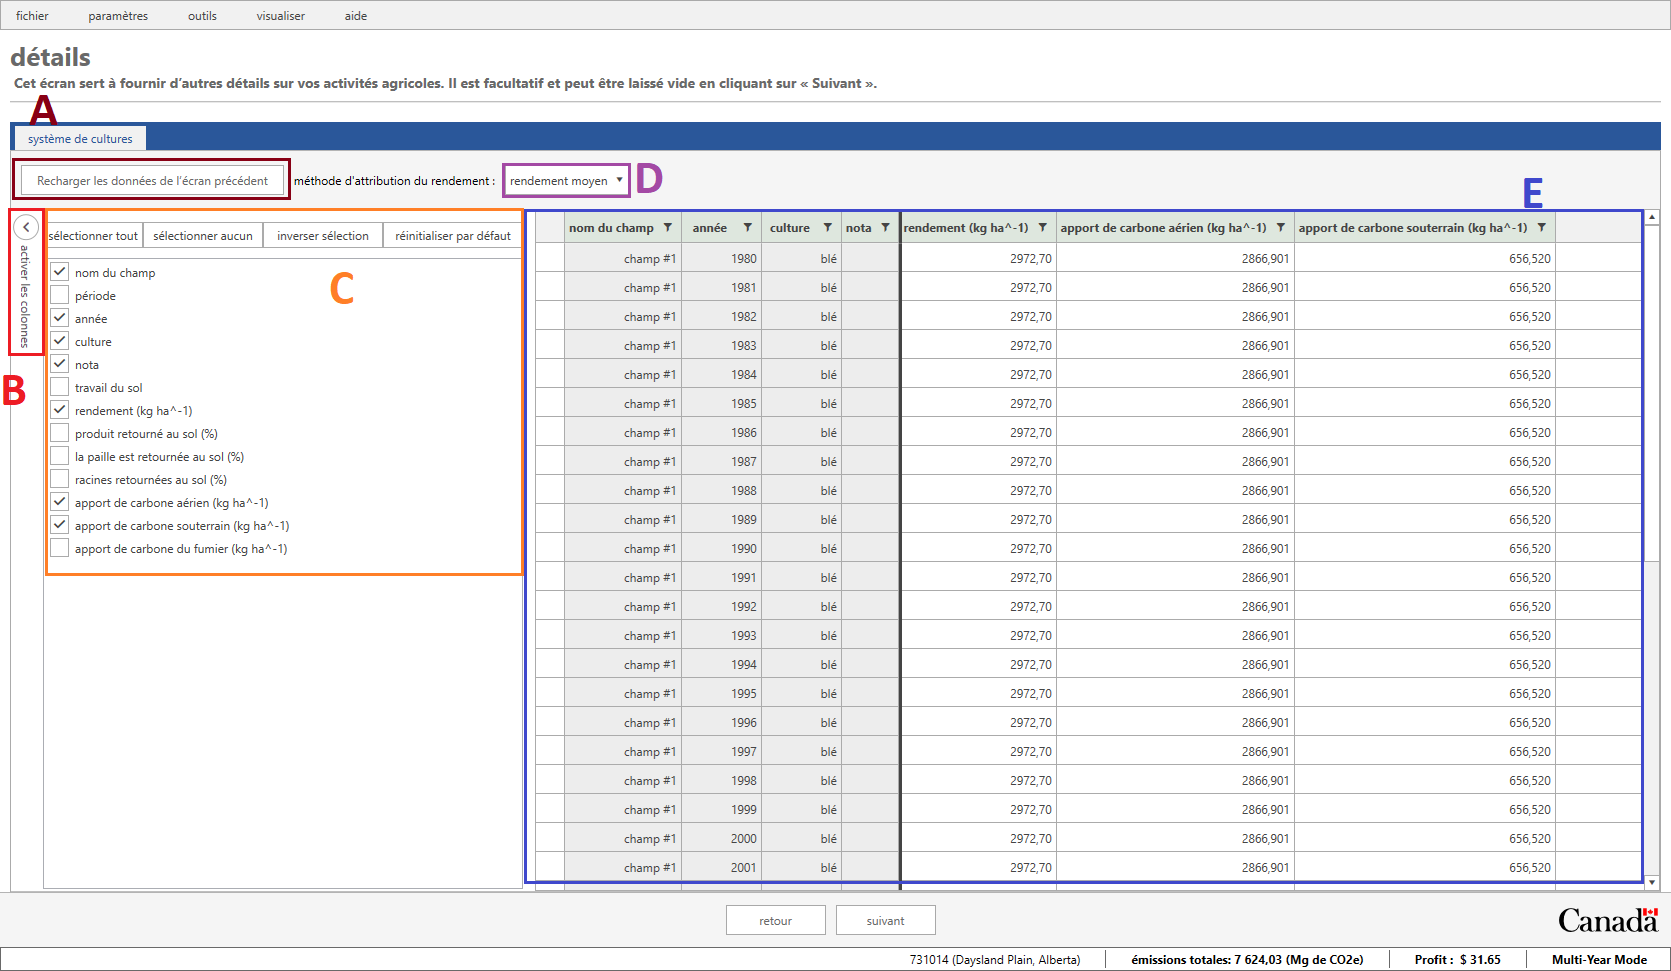 fichier paramètres outils visualiser aide
détails
Cet écran sert à fournir d'autres détails sur vos activités agricoles. Il est facultatif et peut être laissé vide en cliquant sur « Suivant ».
A
système de cultures
Recharger les données de l'écran précédent méthode d'attribution du rendement : rendement moyen D
E
activer les colonnes
B
sélectionner tout sélectionner aucun inverser sélection réinitialiser par défaut
C
nom du champ
période
année
culture
nota
travail du sol
rendement (kg ha^-1)
produit retourné au sol (%)
la paille est retournée au sol (%)
racines retournées au sol (%)
apport de carbone aérien (kg ha^-1)
apport de carbone souterrain (kg ha^-1)
apport de carbone du fumier (kg ha^-1)
nom du champ année culture nota rendement (kg ha^-1) apport de carbone aérien (kg ha^-1) apport de carbone souterrain (kg ha^-1)
champ #1 1980 blé 2972,70 2866,901 656,520
champ #1 1981 blé 2972,70 2866,901 656,520
champ #1 1982 blé 2972,70 2866,901 656,520
champ #1 1983 blé 2972,70 2866,901 656,520
champ #1 1984 blé 2972,70 2866,901 656,520
champ #1 1985 blé 2972,70 2866,901 656,520
champ #1 1986 blé 2972,70 2866,901 656,520
champ #1 1987 blé 2972,70 2866,901 656,520
champ #1 1988 blé 2972,70 2866,901 656,520
champ #1 1989 blé 2972,70 2866,901 656,520
champ #1 1990 blé 2972,70 2866,901 656,520
champ #1 1991 blé 2972,70 2866,901 656,520
champ #1 1992 blé 2972,70 2866,901 656,520
champ #1 1993 blé 2972,70 2866,901 656,520
champ #1 1994 blé 2972,70 2866,901 656,520
champ #1 1995 blé 2972,70 2866,901 656,520
champ #1 1996 blé 2972,70 2866,901 656,520
champ #1 1997 blé 2972,70 2866,901 656,520
champ #1 1998 blé 2972,70 2866,901 656,520
champ #1 1999 blé 2972,70 2866,901 656,520
champ #1 2000 blé 2972,70 2866,901 656,520
champ #1 2001 blé 2972,70 2866,901 656,520
retour suivant
Canada
731014 (Daysland Plain, Alberta) émissions totales: 7 624,03 (Mg de CO2e) Profit : $ 31.65 Multi-Year Mode